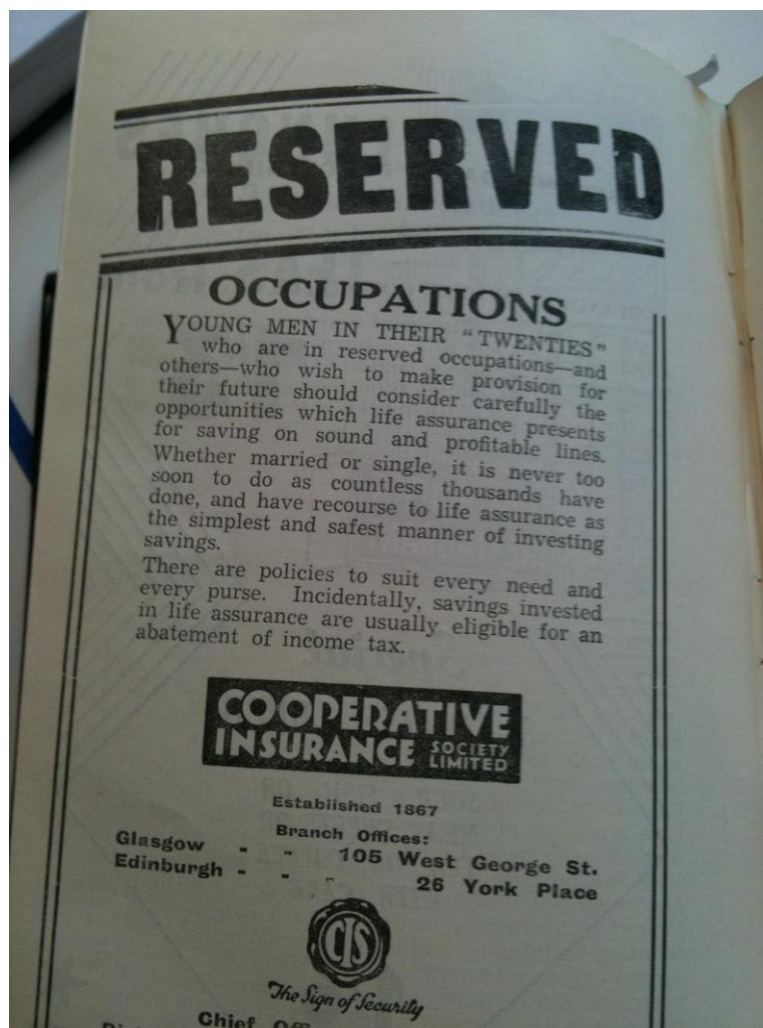 RESERVED
OCCUPATIONS
YOUNG MEN IN THEIR "TWENTIES"
who are in reserved occupations—and
others—who wish to make provision for
their future should consider carefully the
opportunities which life assurance presents
for saving on sound and profitable lines.
Whether married or single, it is never too
soon to do as countless thousands have
done, and have recourse to life assurance as
the simplest and safest manner of investing
savings.
There are policies to suit every need and
every purse. Incidentally, savings invested
in life assurance are usually eligible for an
abatement of income tax.
COOPERATIVE
INSURANCE SOCIETY LIMITED
Established 1867
Branch Offices:
Glasgow - - 105 West George St.
Edinburgh - - - 26 York Place
CIS
The Sign of Security
Chief